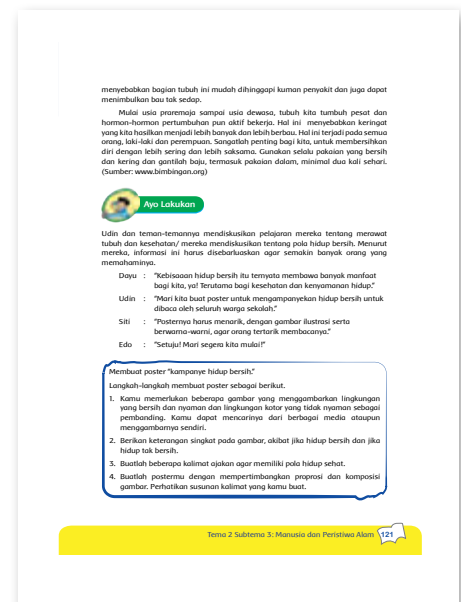 menyebabkan bagian tubuh ini mudah dihinggapi kuman penyakit dan juga dapat
menimbulkan bau tak sedap.
Mulai usia praremaja sampai usia dewasa, tubuh kita tumbuh pesat dan
hormon-hormon pertumbuhan pun aktif bekerja. Hal ini menyebabkan keringat
yang kita hasilkan menjadi lebih banyak dan lebih berbau. Hal ini terjadi pada semua
orang, laki-laki dan perempuan. Sangatlah penting bagi kita, untuk membersihkan
diri dengan lebih sering dan lebih saksama. Gunakan selalu pakaian yang bersih
dan kering dan gantilah baju, termasuk pakaian dalam, minimal dua kali sehari.
(Sumber: www.bimbingan.org)
Ayo Lakukan
Udin dan teman-temannya mendiskusikan pelajaran mereka tentang merawat
tubuh dan kesehatan/ mereka mendiskusikan tentang pola hidup bersih. Menurut
mereka, informasi ini harus disebarluaskan agar semakin banyak orang yang
memahaminya.
Dayu : "Kebisaaan hidup bersih itu ternyata membawa banyak manfaat
bagi kita, ya! Terutama bagi kesehatan dan kenyamanan hidup."
Udin : "Mari kita buat poster untuk mengampanyekan hidup bersih untuk
dibaca oleh seluruh warga sekolah."
Siti : "Posternya harus menarik, dengan gambar ilustrasi serta
berwarna-warni, agar orang tertarik membacanya."
Edo : "Setuju! Mari segera kita mulai!"
Membuat poster "kampanye hidup bersih."
Langkah-langkah membuat poster sebagai berikut.
1. Kamu memerlukan beberapa gambar yang menggambarkan lingkungan
yang bersih dan nyaman dan lingkungan kotor yang tidak nyaman sebagai
pembanding. Kamu dapat mencarinya dari berbagai media ataupun
menggambarnya sendiri.
2. Berikan keterangan singkat pada gambar, akibat jika hidup bersih dan jika
hidup tak bersih.
3. Buatlah beberapa kalimat ajakan agar memiliki pola hidup sehat.
4. Buatlah postermu dengan mempertimbangkan proprosi dan komposisi
gambar. Perhatikan susunan kalimat yang kamu buat.
Tema 2 Subtema 3: Manusia dan Peristiwa Alam 121